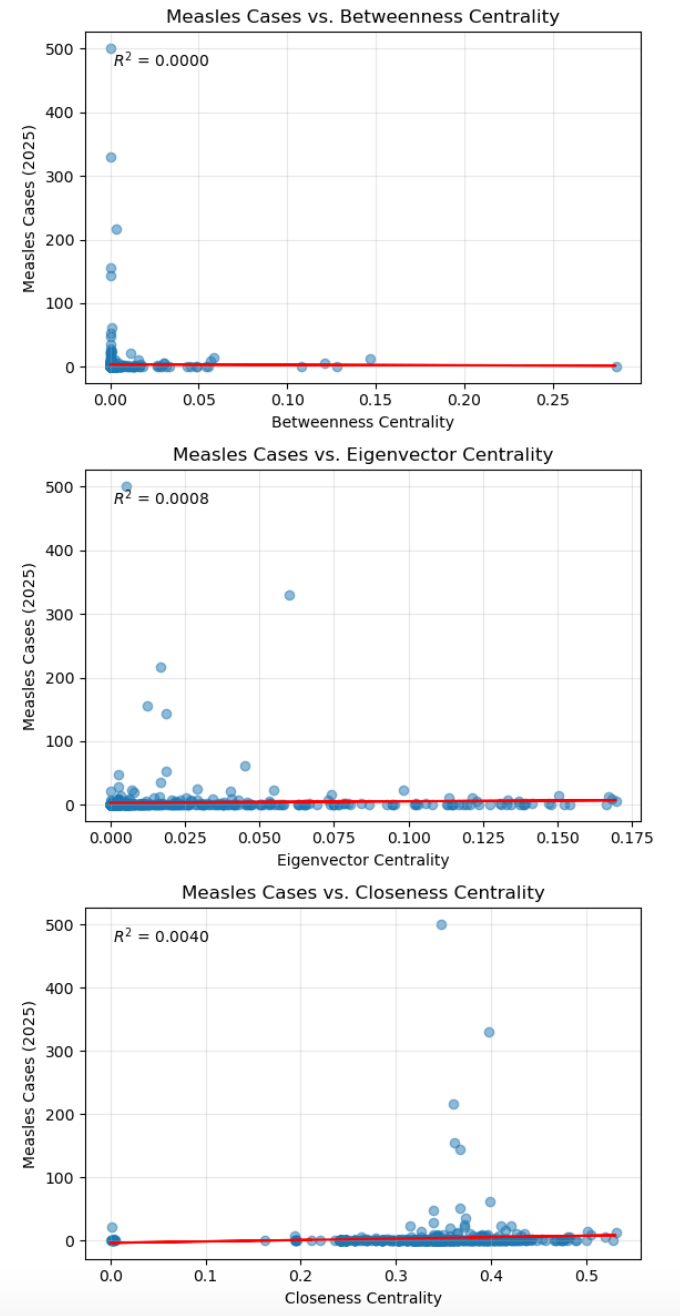 Measles Cases vs. Betweenness Centrality
R² = 0.0000
500
400
300
200
100
0
Measles Cases (2025)
0.00 0.05 0.10 0.15 0.20 0.25
Betweenness Centrality
Measles Cases vs. Eigenvector Centrality
R² = 0.0008
500
400
300
200
100
0
Measles Cases (2025)
0.000 0.025 0.050 0.075 0.100 0.125 0.150 0.175
Eigenvector Centrality
Measles Cases vs. Closeness Centrality
R² = 0.0040
500
400
300
200
100
0
Measles Cases (2025)
0.0 0.1 0.2 0.3 0.4 0.5
Closeness Centrality